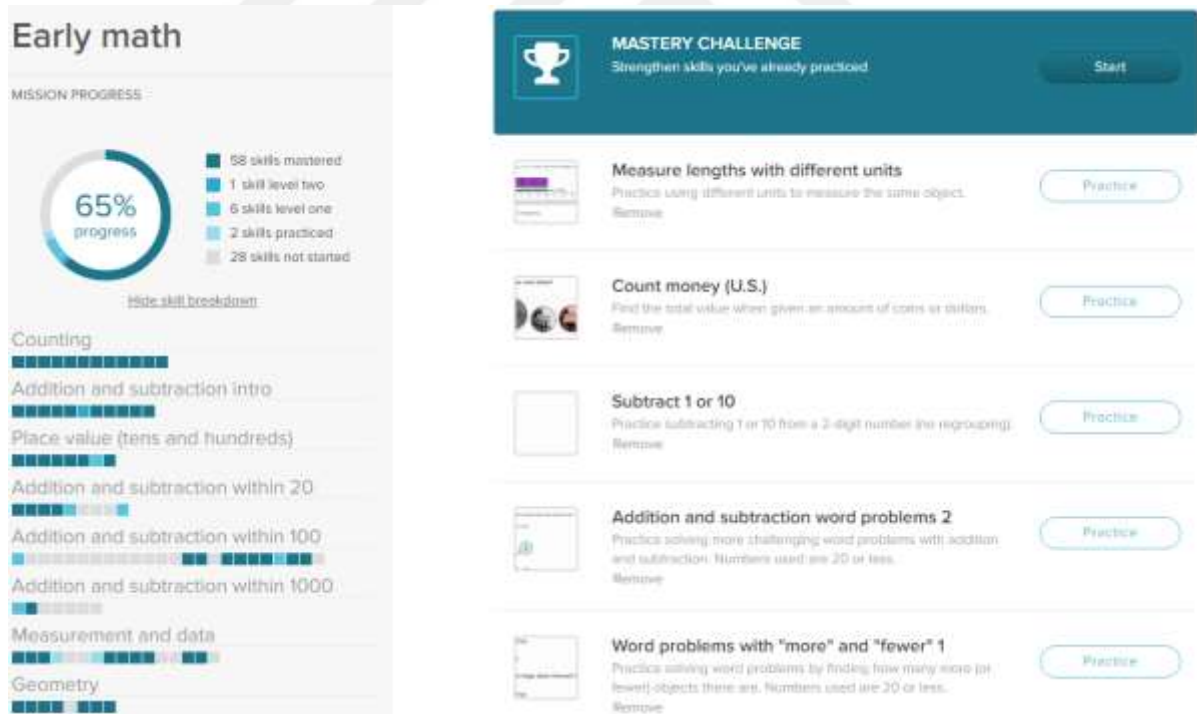 Early math
MISSION PROGRESS
65%
progress
58 skills mastered
1 skill level two
6 skills level one
2 skills practiced
28 skills not started
Hide skill breakdown
Counting
Addition and subtraction intro
Place value (tens and hundreds)
Addition and subtraction within 20
Addition and subtraction within 100
Addition and subtraction within 1000
Measurement and data
Geometry
MASTERY CHALLENGE
Strengthen skills you've already practiced
Start
Measure lengths with different units
Practice using different units to measure the same object.
Remove
Practice
Count money (U.S.)
Find the total value when given an amount of coins or dollars.
Remove
Practice
Subtract 1 or 10
Practice subtracting 1 or 10 from a 2-digit number (no regrouping).
Remove
Practice
Addition and subtraction word problems 2
Practice solving more challenging word problems with addition
and subtraction. Numbers used are 20 or less.
Remove
Practice
Word problems with "more" and "fewer" 1
Practice solving word problems by finding how many more (or
fewer) objects there are. Numbers used are 20 or less.
Remove
Practice